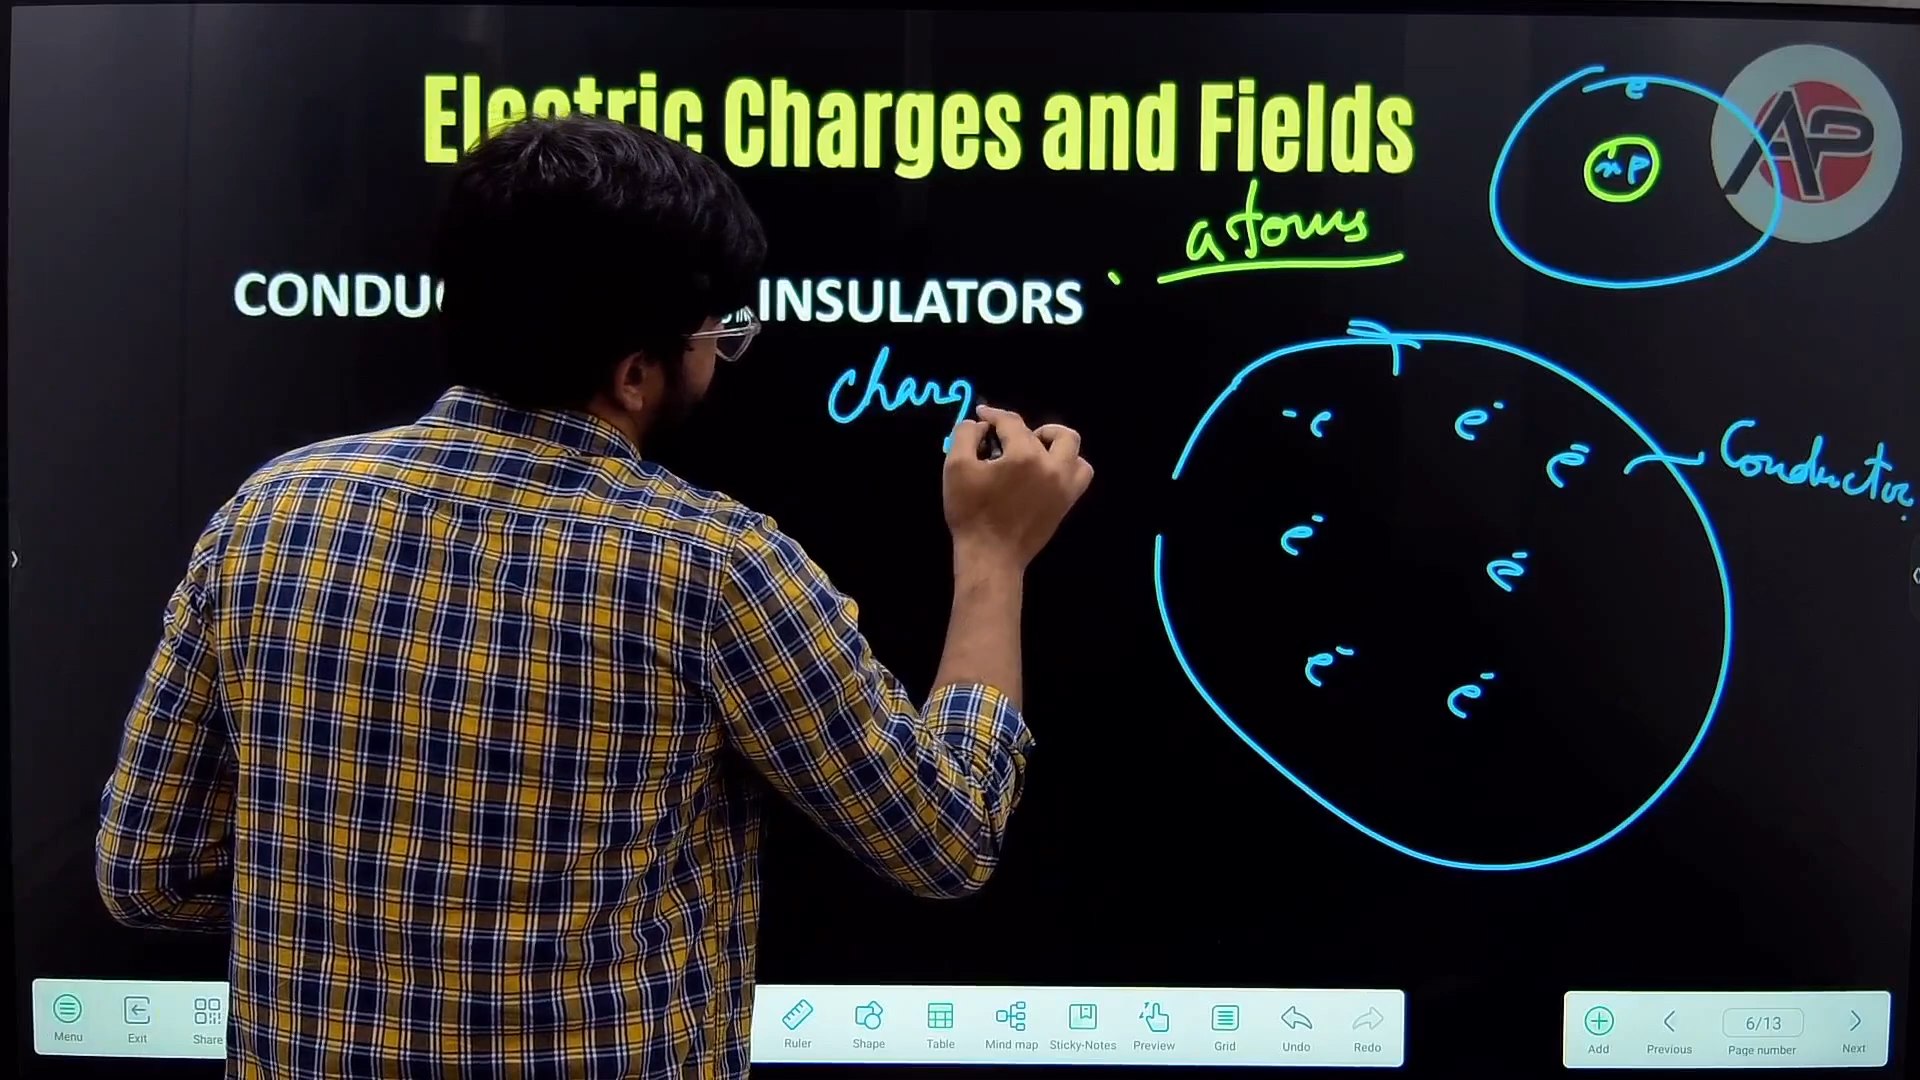 Electric Charges and Fields
e
n P
AP
atoms
CONDU
INSULATORS
Charg
-e e- e-
Conductor
e- e-
e- e-
Menu Exit Share Ruler Shape Table Mind map Sticky-Notes Preview Grid Undo Redo
Add Previous 6/13 Page number Next